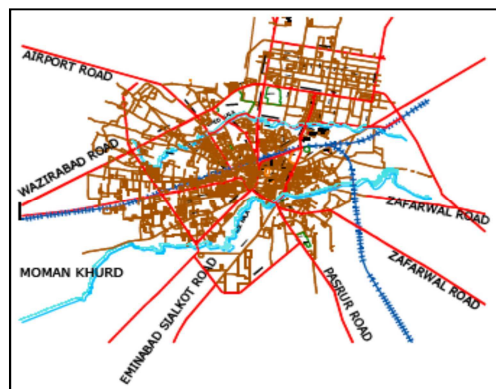 AIRPORT ROAD
WAZIRABAD ROAD
ZAFARWAL ROAD
MOMAN KHURD
ZAFARWAL ROAD
EMINABAD SIALKOT ROAD
PASRUR ROAD